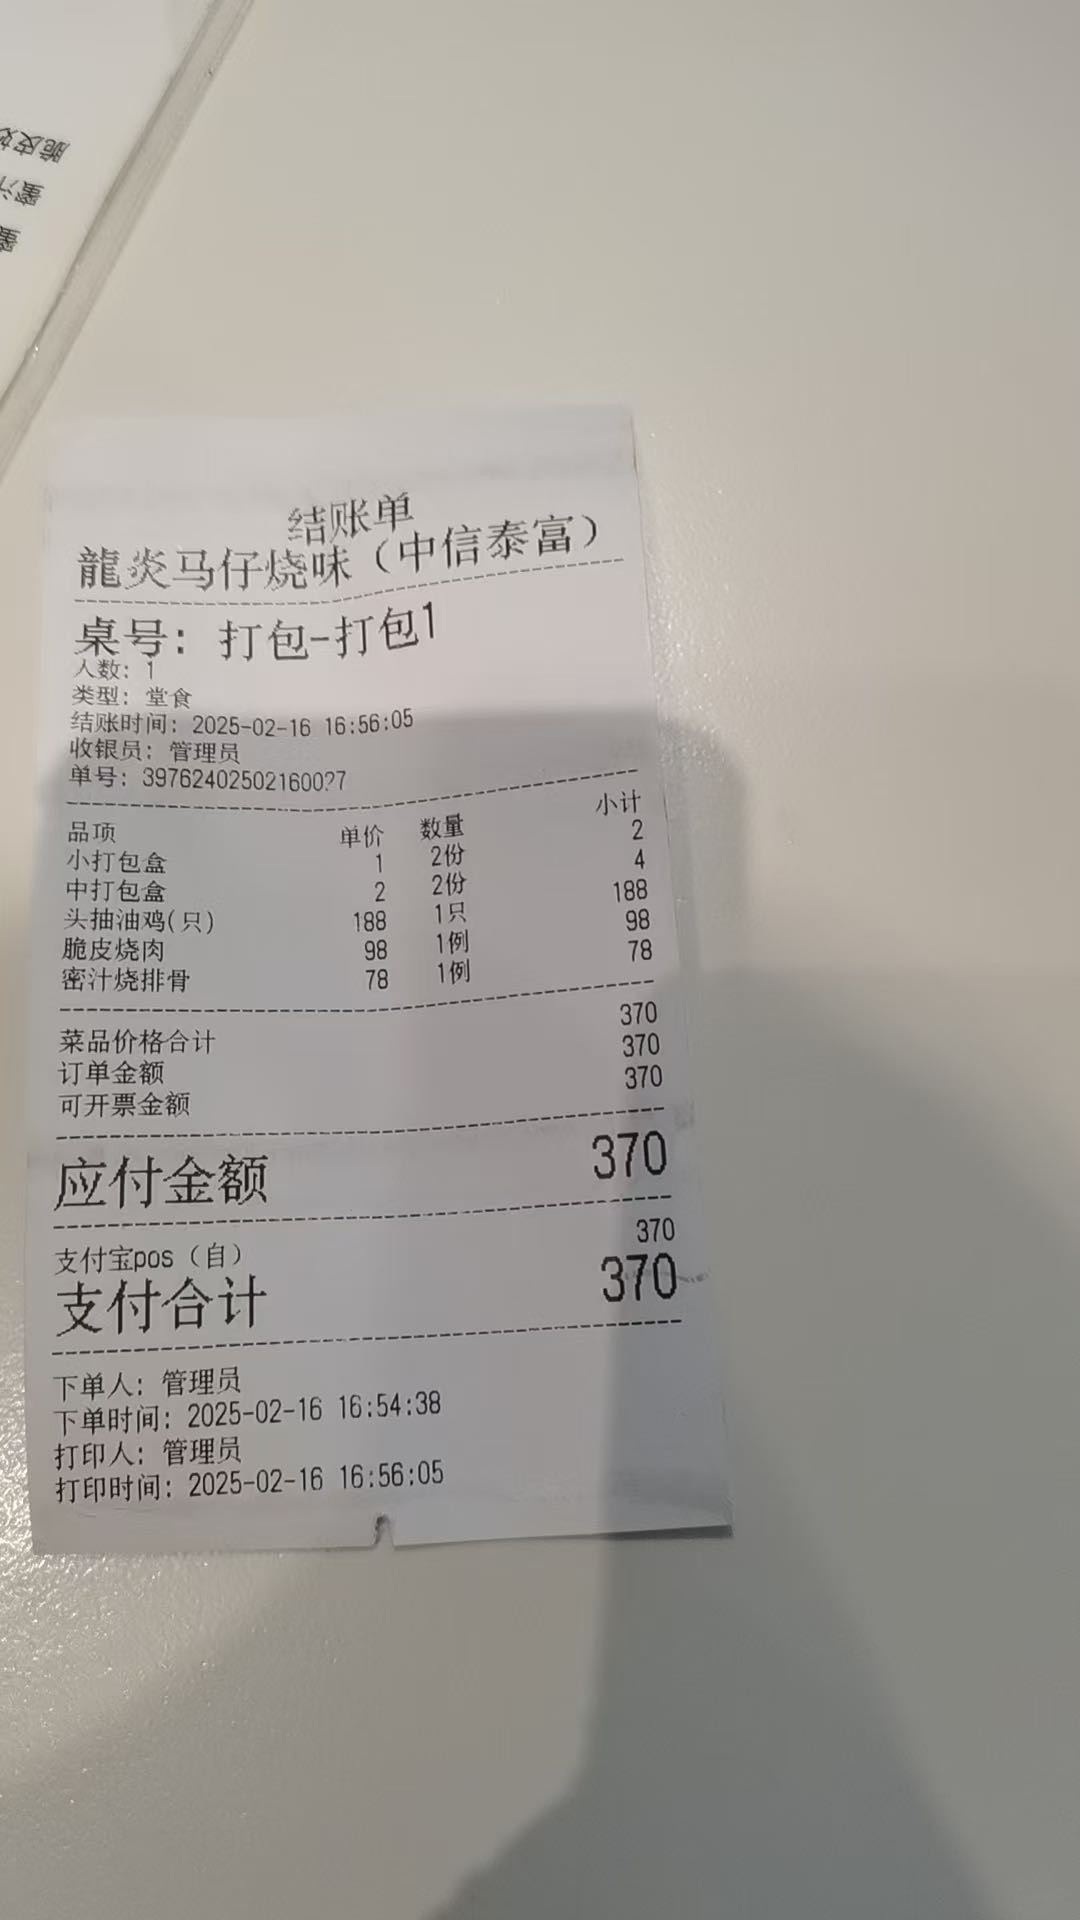 结账单
龍炎马仔烧味（中信泰富）
桌号：打包-打包1
人数：1
类型：堂食
结账时间：2025-02-16 16:56:05
收银员：管理员
单号：397624025021600?7
品项 单价 数量 小计
小打包盒 1 2份 2
中打包盒 2 2份 4
头抽油鸡(只) 188 1只 188
脆皮烧肉 98 1例 98
密汁烧排骨 78 1例 78
菜品价格合计 370
订单金额 370
可开票金额 370
应付金额 370
支付宝pos（自） 370
支付合计 370
下单人：管理员
下单时间：2025-02-16 16:54:38
打印人：管理员
打印时间：2025-02-16 16:56:05
脆皮
蜜汁
蜜